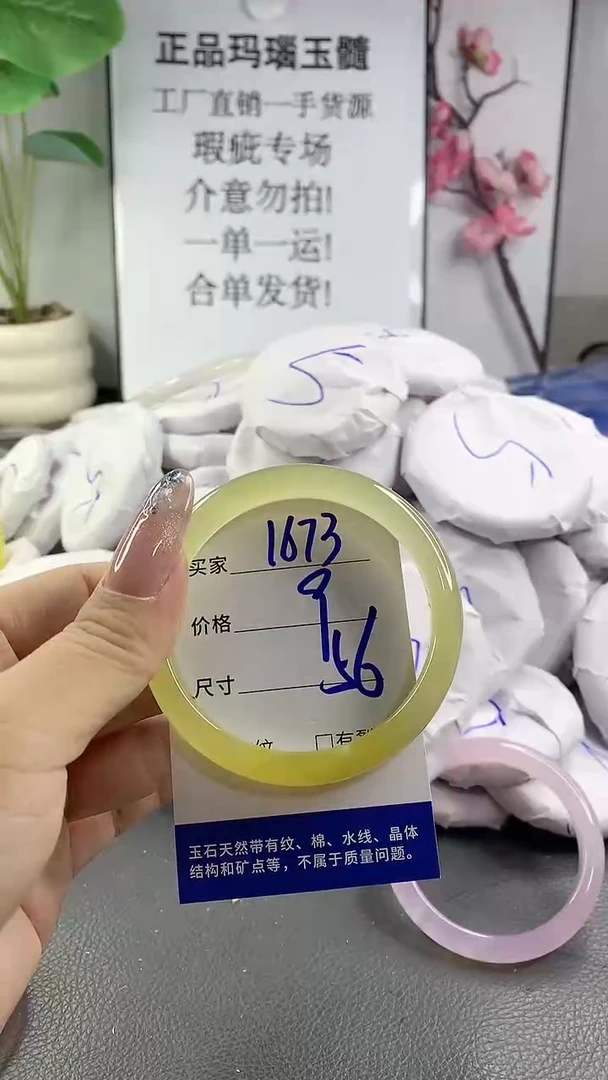 正品玛瑙玉髓
工厂直销一手货源
瑕疵专场
介意勿拍!
一单一运!
合单发货!
买家 1673
价格 9
尺寸 56
纹 □有裂
玉石天然带有纹、棉、水线、晶体
结构和矿点等，不属于质量问题。